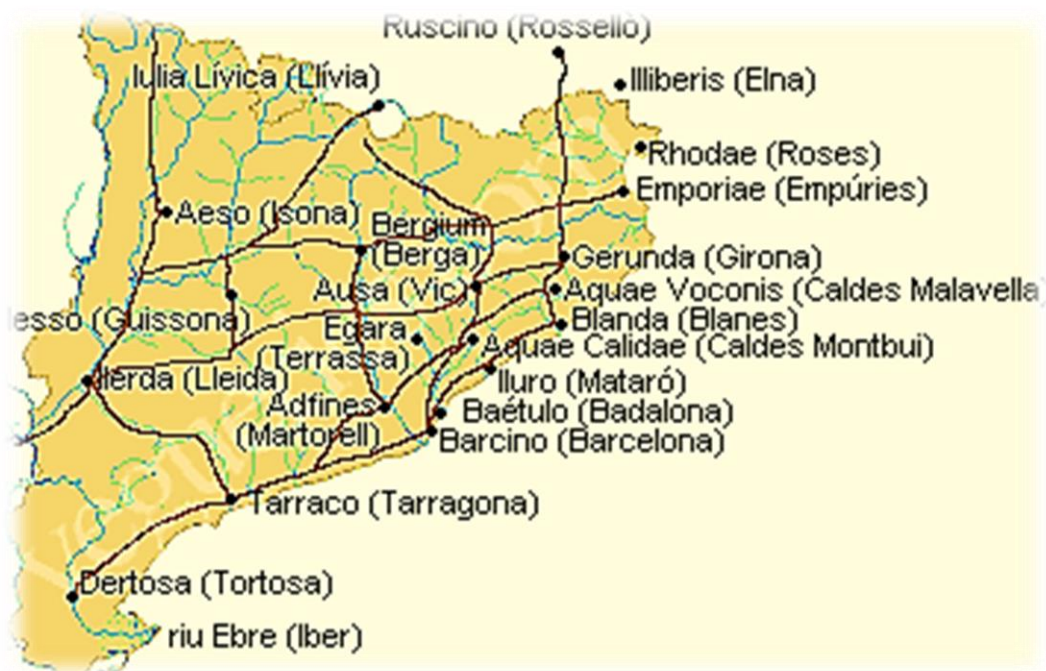 Ruscino (Rosselló)
Iulia Lívica (Llívia)
Illiberis (Elna)
Rhodae (Roses)
Emporiae (Empúries)
Aeso (Isona)
Bergium
(Berga)
Gerunda (Girona)
Ausa (Vic)
Aquae Voconis (Caldes Malavella)
esso (Guissona)
Blanda (Blanes)
Egara
(Terrassa)
Aquae Calidae (Caldes Montbui)
Ilerda (Lleida)
Iluro (Mataró)
Adfines
(Martorell)
Baétulo (Badalona)
Barcino (Barcelona)
Tarraco (Tarragona)
Dertosa (Tortosa)
riu Ebre (Iber)